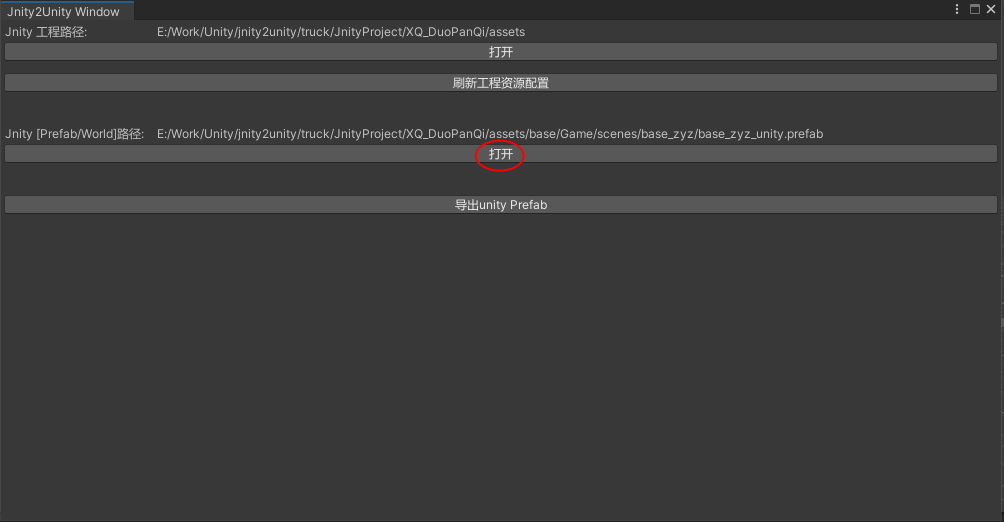 Jnity2Unity Window
Jnity 工程路径: E:/Work/Unity/jnity2unity/truck/JnityProject/XQ_DuoPanQi/assets
打开
刷新工程资源配置
Jnity [Prefab/World]路径: E:/Work/Unity/jnity2unity/truck/JnityProject/XQ_DuoPanQi/assets/base/Game/scenes/base_zyz/base_zyz_unity.prefab
打开
导出unity Prefab